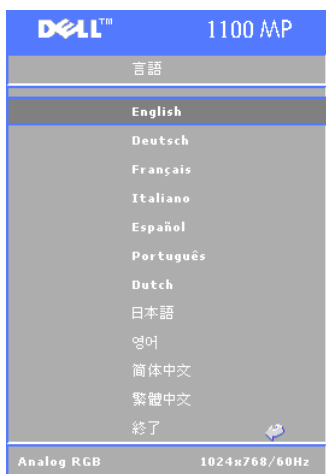 DELL™ 1100 MP
言語
English
Deutsch
Français
Italiano
Español
Português
Dutch
日本語
영어
简体中文
繁體中文
終了
Analog RGB 1024x768/60Hz